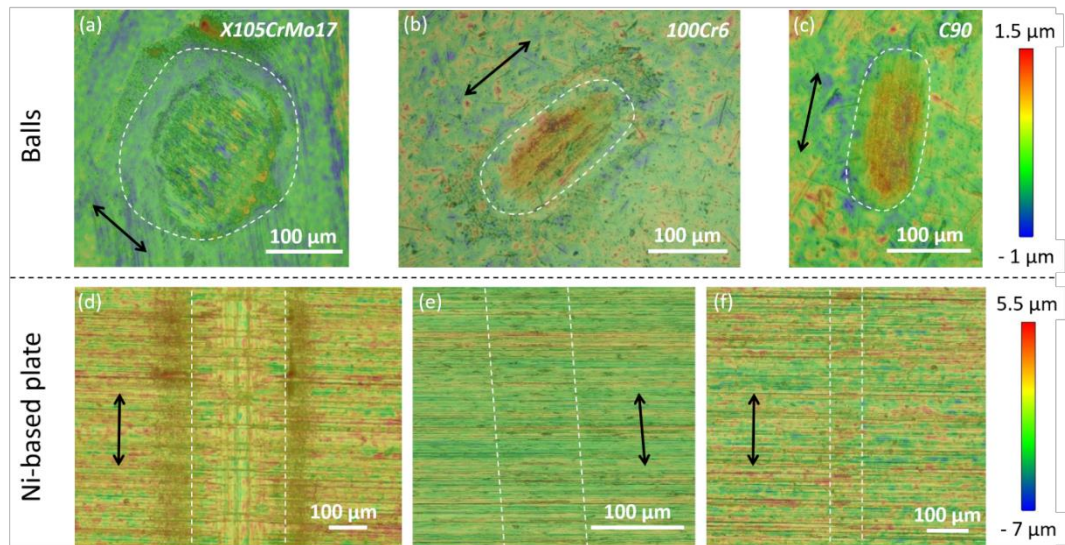 Balls
(a)
X105CrMo17
100 µm
(b)
100Cr6
100 µm
(c)
C90
100 µm
1.5 µm
- 1 µm
Ni-based plate
(d)
100 µm
(e)
100 µm
(f)
100 µm
5.5 µm
- 7 µm